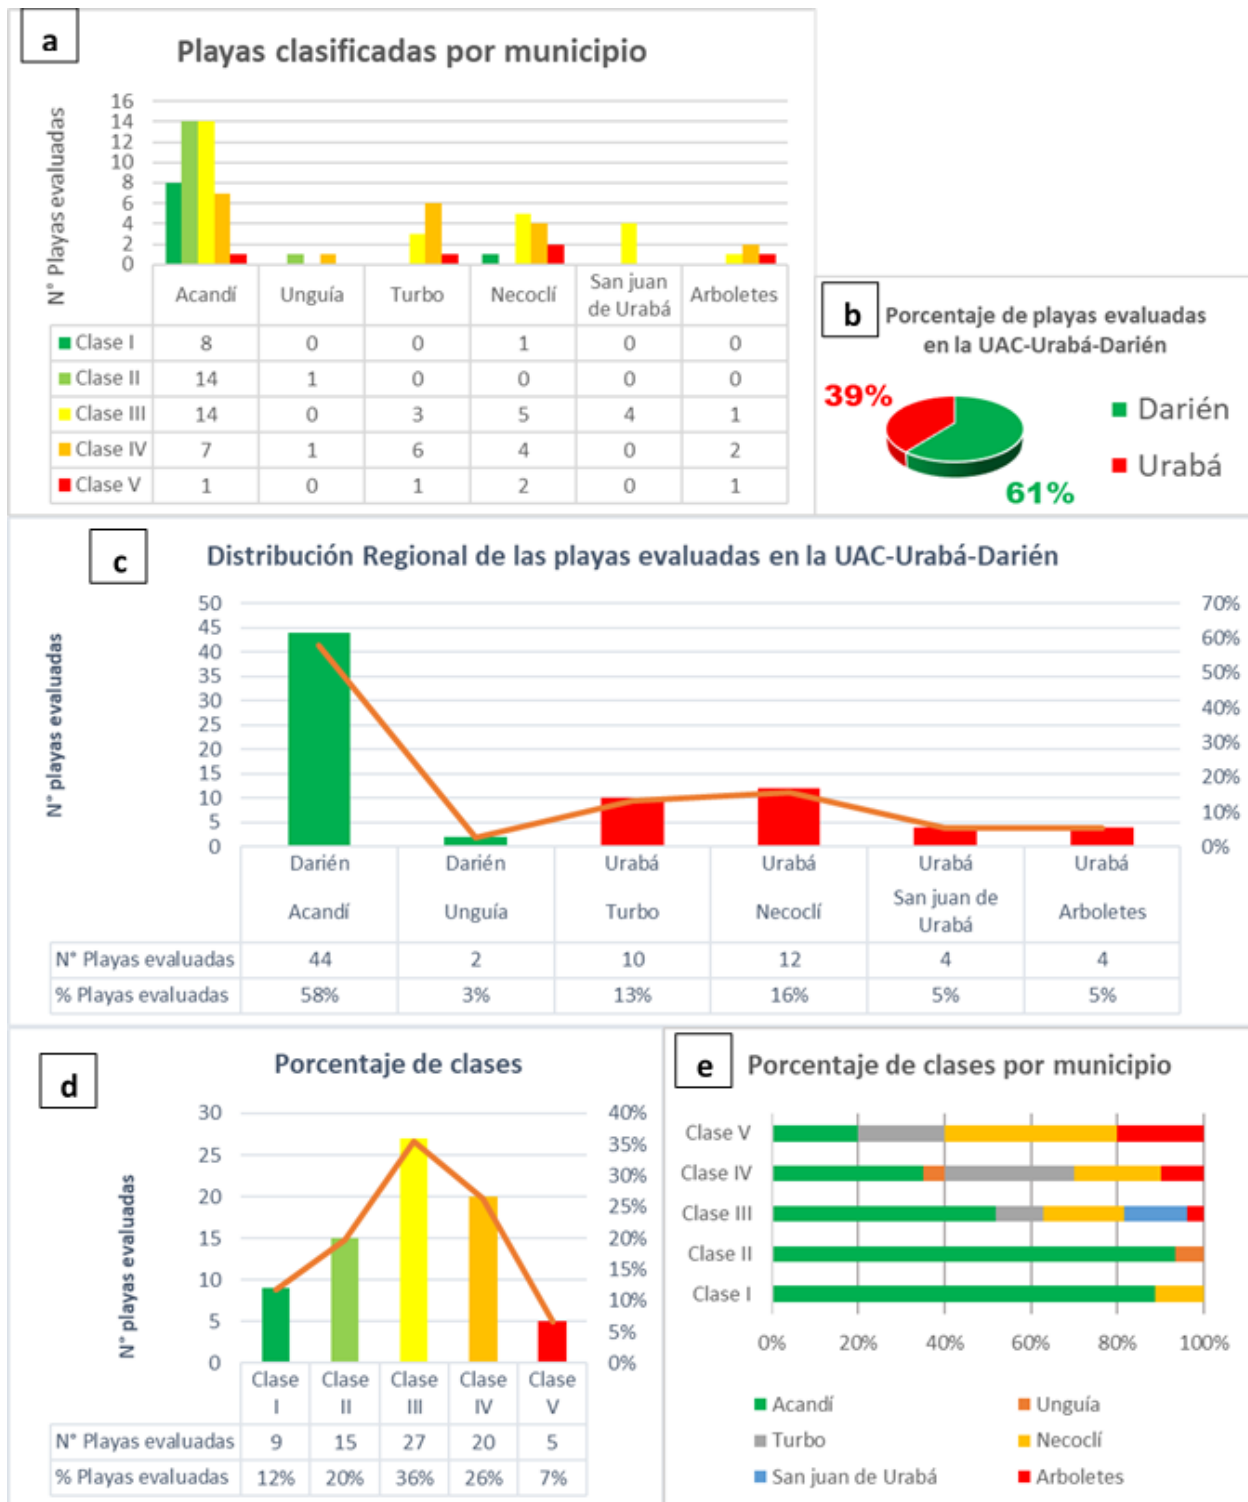 a
Playas clasificadas por municipio
N° Playas evaluadas
16
14
12
10
8
6
4
2
0
Acandí Unguía Turbo Necoclí San juan de Urabá Arboletes
Clase I 8 0 0 1 0 0
Clase II 14 1 0 0 0 0
Clase III 14 0 3 5 4 1
Clase IV 7 1 6 4 0 2
Clase V 1 0 1 2 0 1
b
Porcentaje de playas evaluadas
en la UAC-Urabá-Darién
39%
61%
Darién
Urabá
c
Distribución Regional de las playas evaluadas en la UAC-Urabá-Darién
N° playas evaluadas
50
45
40
35
30
25
20
15
10
5
0
70%
60%
50%
40%
30%
20%
10%
0%
Darién Darién Urabá Urabá Urabá Urabá
Acandí Unguía Turbo Necoclí San juan de Urabá Arboletes
N° Playas evaluadas 44 2 10 12 4 4
% Playas evaluadas 58% 3% 13% 16% 5% 5%
d
Porcentaje de clases
N° playas evaluadas
30
25
20
15
10
5
0
40%
35%
30%
25%
20%
15%
10%
5%
0%
Clase I Clase II Clase III Clase IV Clase V
N° Playas evaluadas 9 15 27 20 5
% Playas evaluadas 12% 20% 36% 26% 7%
e
Porcentaje de clases por municipio
Clase V
Clase IV
Clase III
Clase II
Clase I
0% 20% 40% 60% 80% 100%
Acandí Unguía
Turbo Necoclí
San juan de Urabá Arboletes